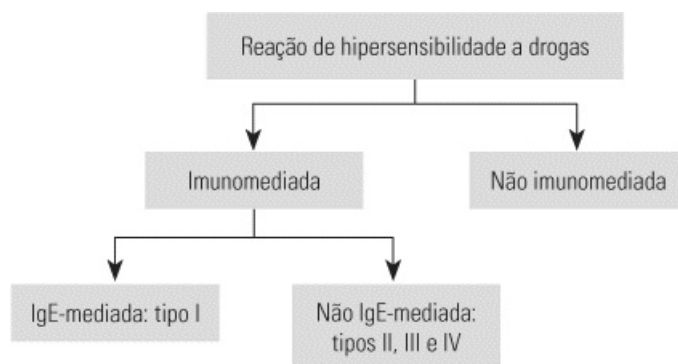 Reação de hipersensibilidade a drogas
Imunomediada
Não imunomediada
IgE-mediada: tipo I
Não IgE-mediada:
tipos II, III e IV